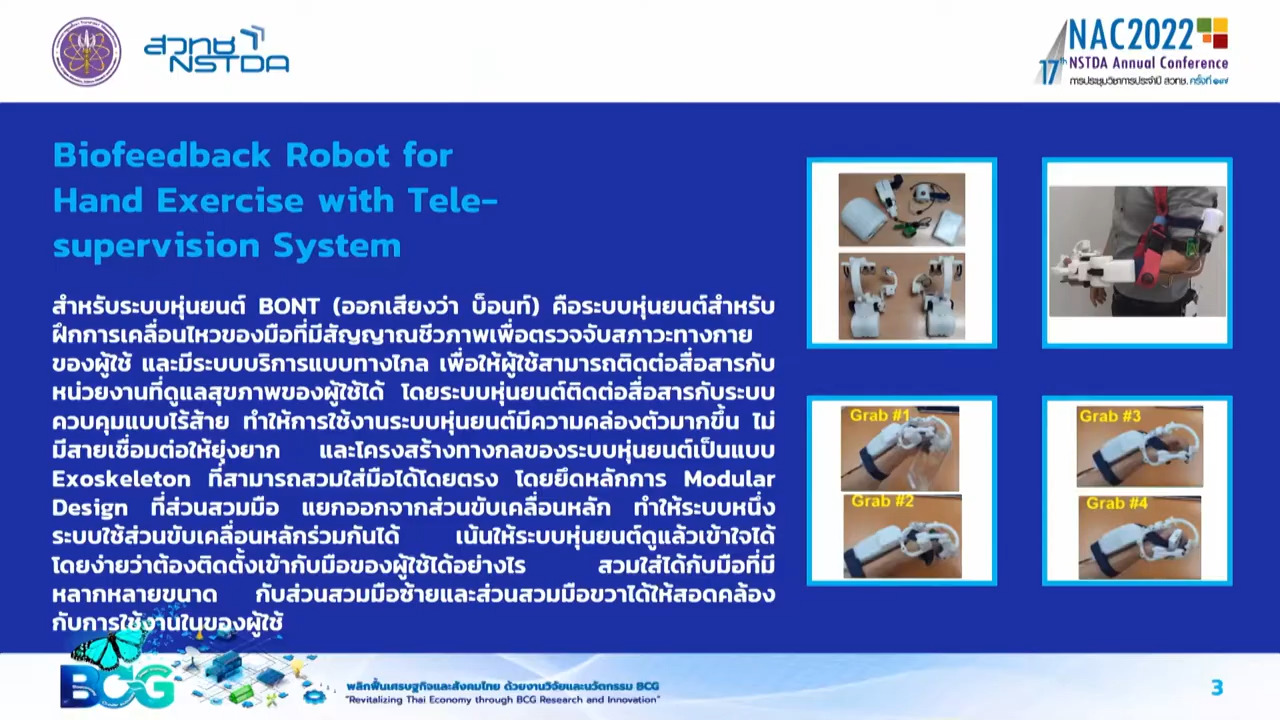 สวทช
NSTDA
NAC2022
17th NSTDA Annual Conference
การประชุมวิชาการประจำปี สวทช. ครั้งที่ ๑๗
Biofeedback Robot for
Hand Exercise with Tele-
supervision System
สำหรับระบบหุ่นยนต์ BONT (ออกเสียงว่า บ็อนท์) คือระบบหุ่นยนต์สำหรับ
ฝึกการเคลื่อนไหวของมือที่มีสัญญาณชีวภาพเพื่อตรวจจับสภาวะทางกาย
ของผู้ใช้ และมีระบบบริการแบบทางไกล เพื่อให้ผู้ใช้สามารถติดต่อสื่อสารกับ
หน่วยงานที่ดูแลสุขภาพของผู้ใช้ได้ โดยระบบหุ่นยนต์ติดต่อสื่อสารกับระบบ
ควบคุมแบบไร้สาย ทำให้การใช้งานระบบหุ่นยนต์มีความคล่องตัวมากขึ้น ไม่
มีสายเชื่อมต่อให้ยุ่งยาก และโครงสร้างทางกลของระบบหุ่นยนต์เป็นแบบ
Exoskeleton ที่สามารถสวมใส่มือได้โดยตรง โดยยึดหลักการ Modular
Design ที่ส่วนสวมมือ แยกออกจากส่วนขับเคลื่อนหลัก ทำให้ระบบหนึ่ง
ระบบใช้ส่วนขับเคลื่อนหลักร่วมกันได้ เน้นให้ระบบหุ่นยนต์ดูแล้วเข้าใจได้
โดยง่ายว่าต้องติดตั้งเข้ากับมือของผู้ใช้ได้อย่างไร สวมใส่ได้กับมือที่มี
หลากหลายขนาด กับส่วนสวมมือซ้ายและส่วนสวมมือขวาได้ให้สอดคล้อง
กับการใช้งานในของผู้ใช้
Grab #1
Grab #2
Grab #3
Grab #4
BCG
พลิกฟื้นเศรษฐกิจและสังคมไทย ด้วยงานวิจัยและนวัตกรรม BCG
"Revitalizing Thai Economy through BCG Research and Innovation"
3